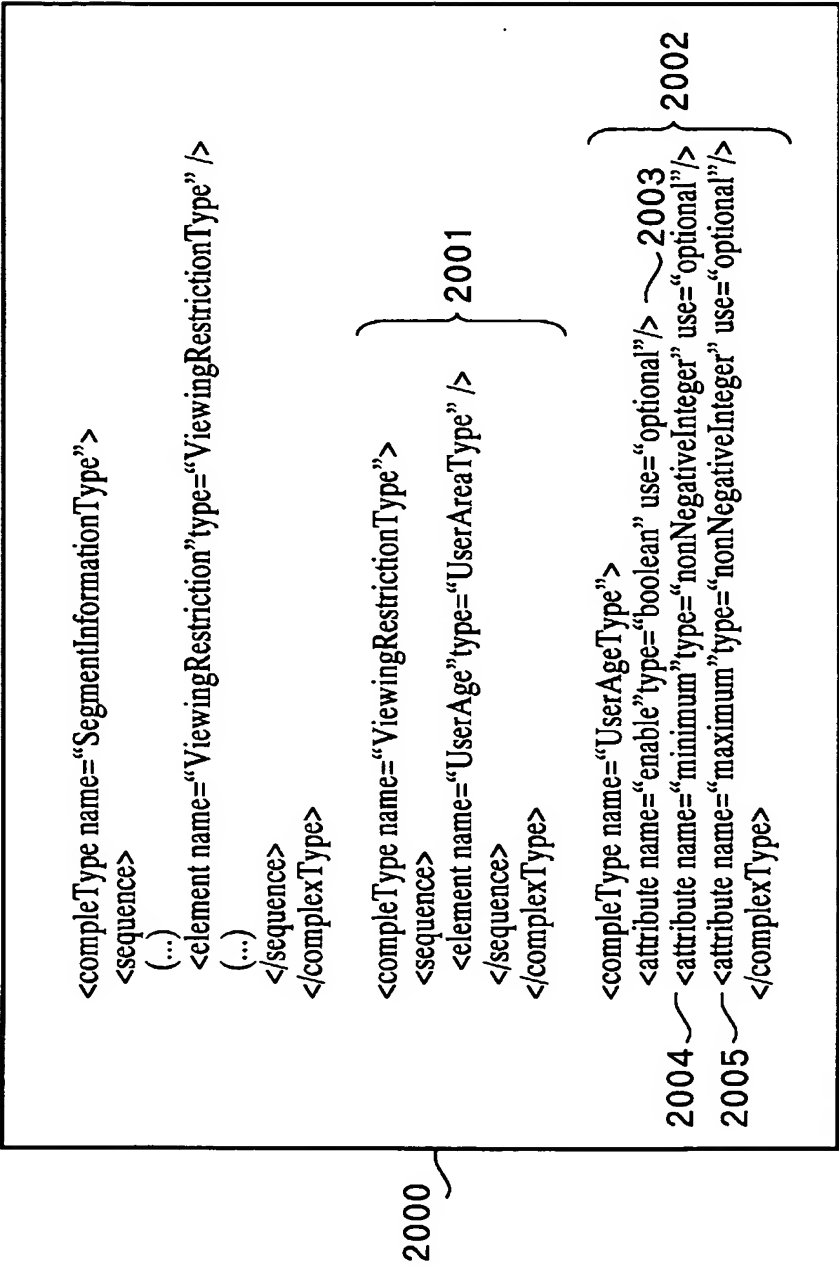 2000
<compleType name=“SegmentInformationType”>
<sequence>
(...)
<element name=“ViewingRestriction”type=“ViewingRestrictionType” />
(...)
</sequence>
</complexType>
<compleType name=“ViewingRestrictionType”>
<sequence>
<element name=“UserAge”type=“UserAreaType” />
</sequence>
</complexType>
2001
<compleType name=“UserAgeType”>
<attribute name=“enable”type=“boolean” use=“optional”/> 2003
2004 <attribute name=“minimum”type=“nonNegativeInteger” use=“optional”/>
2005 <attribute name=“maximum”type=“nonNegativeInteger” use=“optional”/>
</complexType>
2002